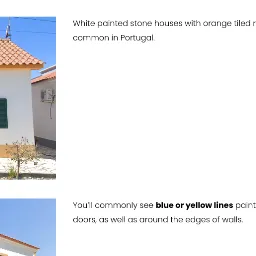 White painted stone houses with orange tiled
common in Portugal.
You'll commonly see blue or yellow lines paint
doors, as well as around the edges of walls.